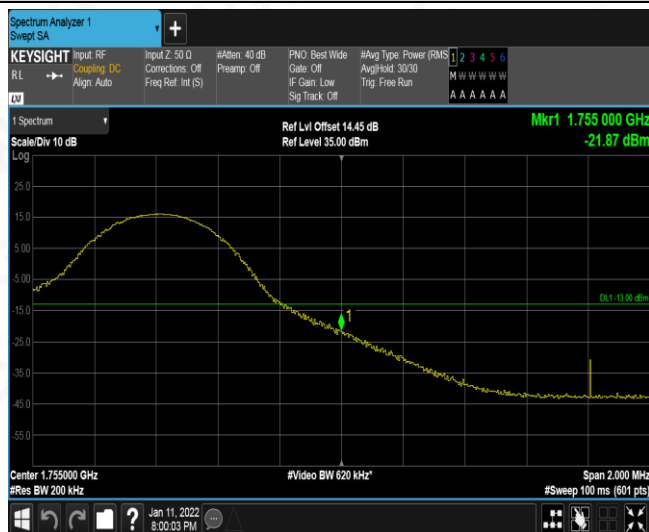 Spectrum Analyzer 1
Swept SA
+
KEYSIGHT
RL
LXI
Input: RF
Coupling: DC
Align: Auto
Input Z: 50 Ω
Corrections: Off
Freq Ref: Int (S)
#Atten: 40 dB
Preamp: Off
PNO: Best Wide
Gate: Off
IF Gain: Low
Sig Track: Off
#Avg Type: Power (RMS
Avg|Hold: 30/30
Trig: Free Run
1 2 3 4 5 6
M W W W W W
A A A A A A
1 Spectrum
Scale/Div 10 dB
Log
Ref Lvl Offset 14.45 dB
Ref Level 35.00 dBm
Mkr1 1.755 000 GHz
-21.87 dBm
25.0
15.0
5.00
-5.00
DL1 -13.00 dBm
-15.0
1
-25.0
-35.0
-45.0
-55.0
Center 1.755000 GHz
#Res BW 200 kHz
#Video BW 620 kHz*
Span 2.000 MHz
#Sweep 100 ms (601 pts)
?
Jan 11, 2022
8:00:03 PM